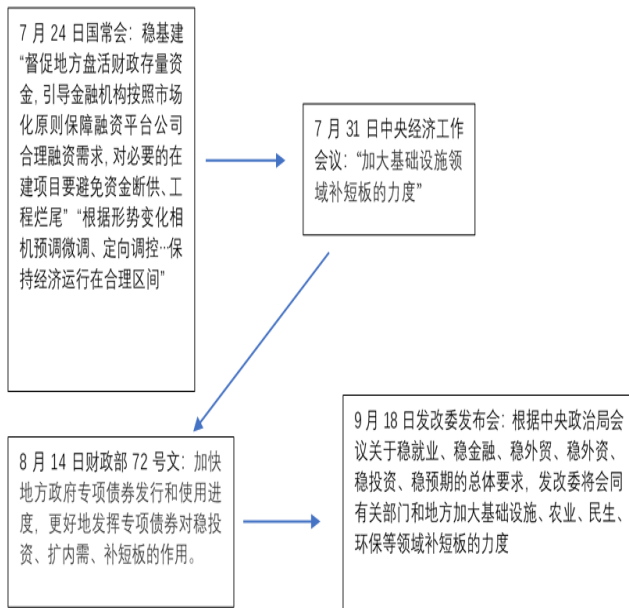 7 月 24 日国常会：稳基建
“督促地方盘活财政存量资
金，引导金融机构按照市场
化原则保障融资平台公司
合理融资需求，对必要的在
建项目要避免资金断供、工
程烂尾” “根据形势变化相
机预调微调、定向调控…保
持经济运行在合理区间”
7 月 31 日中央经济工作
会议：“加大基础设施领
域补短板的力度”
8 月 14 日财政部 72 号文：加快
地方政府专项债券发行和使用进
度，更好地发挥专项债券对稳投
资、扩内需、补短板的作用。
9 月 18 日发改委发布会：根据中央政治局会
议关于稳就业、稳金融、稳外贸、稳外资、
稳投资、稳预期的总体要求，发改委将会同
有关部门和地方加大基础设施、农业、民生、
环保等领域补短板的力度